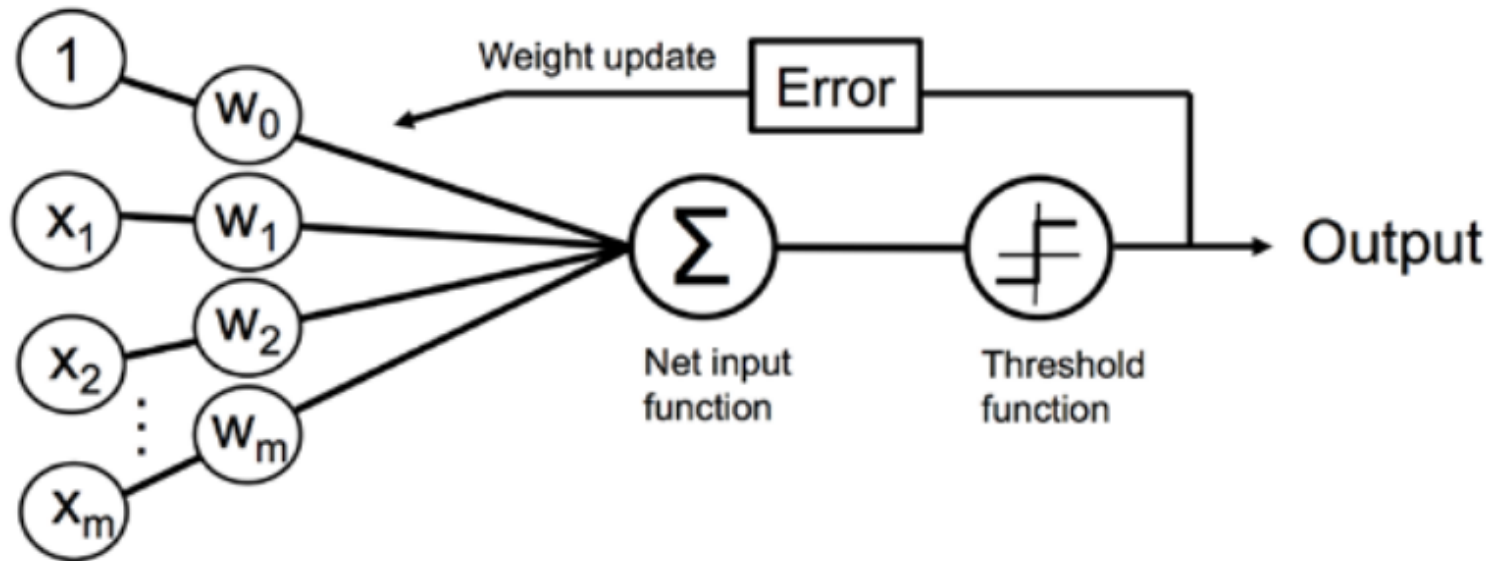 1
w₀
Weight update
Error
x₁
w₁
Σ
Output
x₂
w₂
⋮
Net input
function
Threshold
function
wₘ
xₘ